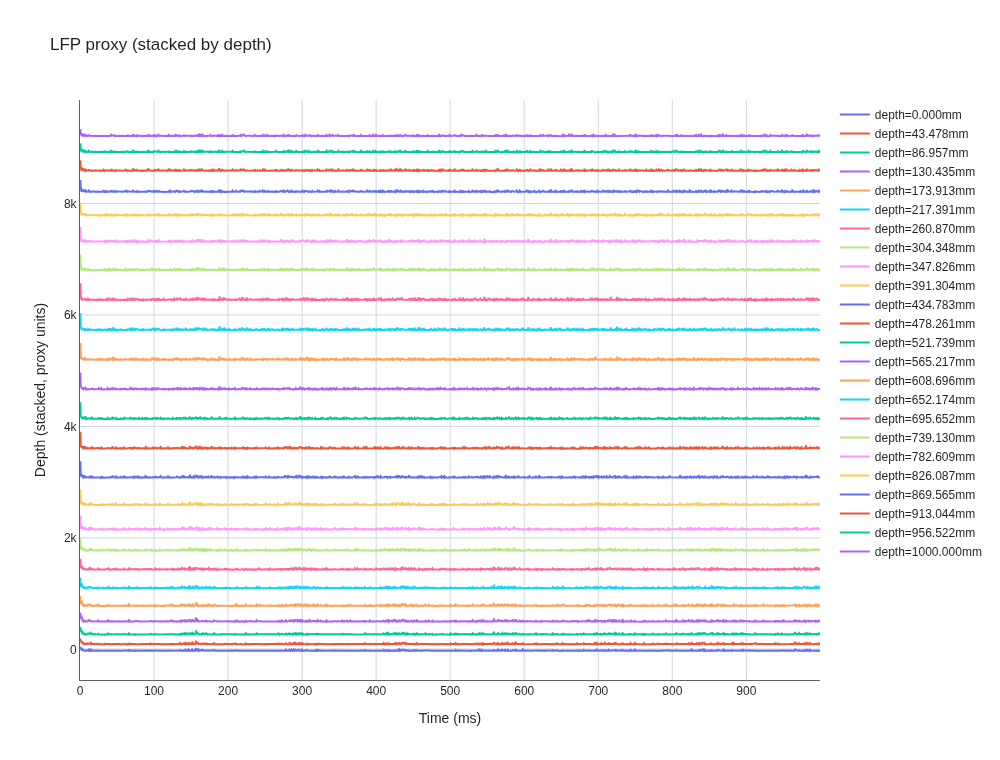 LFP proxy (stacked by depth)
8k
6k
4k
2k
0
Depth (stacked, proxy units)
0 100 200 300 400 500 600 700 800 900
Time (ms)
depth=0.000mm
depth=43.478mm
depth=86.957mm
depth=130.435mm
depth=173.913mm
depth=217.391mm
depth=260.870mm
depth=304.348mm
depth=347.826mm
depth=391.304mm
depth=434.783mm
depth=478.261mm
depth=521.739mm
depth=565.217mm
depth=608.696mm
depth=652.174mm
depth=695.652mm
depth=739.130mm
depth=782.609mm
depth=826.087mm
depth=869.565mm
depth=913.044mm
depth=956.522mm
depth=1000.000mm